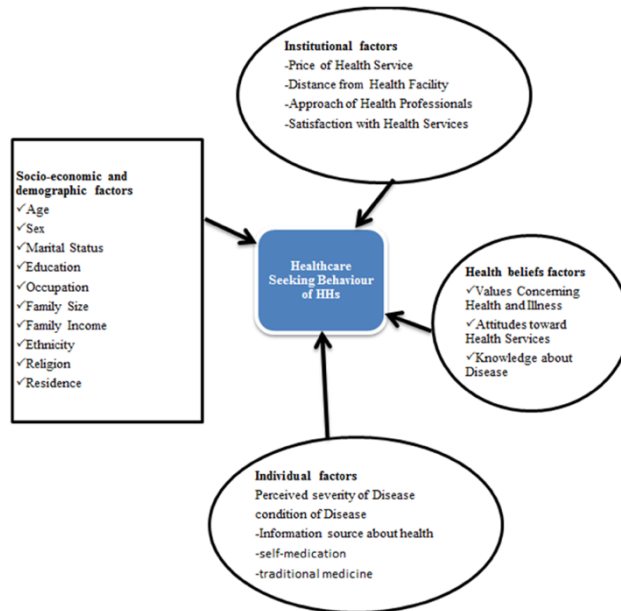 Institutional factors
-Price of Health Service
-Distance from Health Facility
-Approach of Health Professionals
-Satisfaction with Health Services
Socio-economic and
demographic factors
✓Age
✓Sex
✓Marital Status
✓Education
✓Occupation
✓Family Size
✓Family Income
✓Ethnicity
✓Religion
✓Residence
Healthcare
Seeking Behaviour
of HHs
Health beliefs factors
✓Values Concerning
Health and Illness
✓Attitudes toward
Health Services
✓Knowledge about
Disease
Individual factors
Perceived severity of Disease
condition of Disease
-Information source about health
-self-medication
-traditional medicine